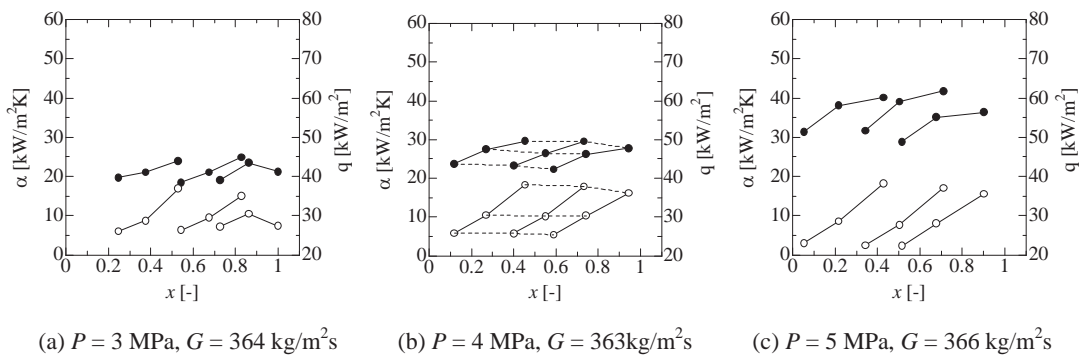 60 80 60 80 60 80
50 70 50 70 50 70
40 60 40 60 40 60
30 50 30 50 30 50
20 40 20 40 20 40
10 30 10 30 10 30
0 20 0 20 0 20
α [kW/m²K] q [kW/m²] α [kW/m²K] q [kW/m²] α [kW/m²K] q [kW/m²]
0 0.2 0.4 0.6 0.8 1 0 0.2 0.4 0.6 0.8 1 0 0.2 0.4 0.6 0.8 1
x [-] x [-] x [-]
(a) P = 3 MPa, G = 364 kg/m²s (b) P = 4 MPa, G = 363kg/m²s (c) P = 5 MPa, G = 366 kg/m²s